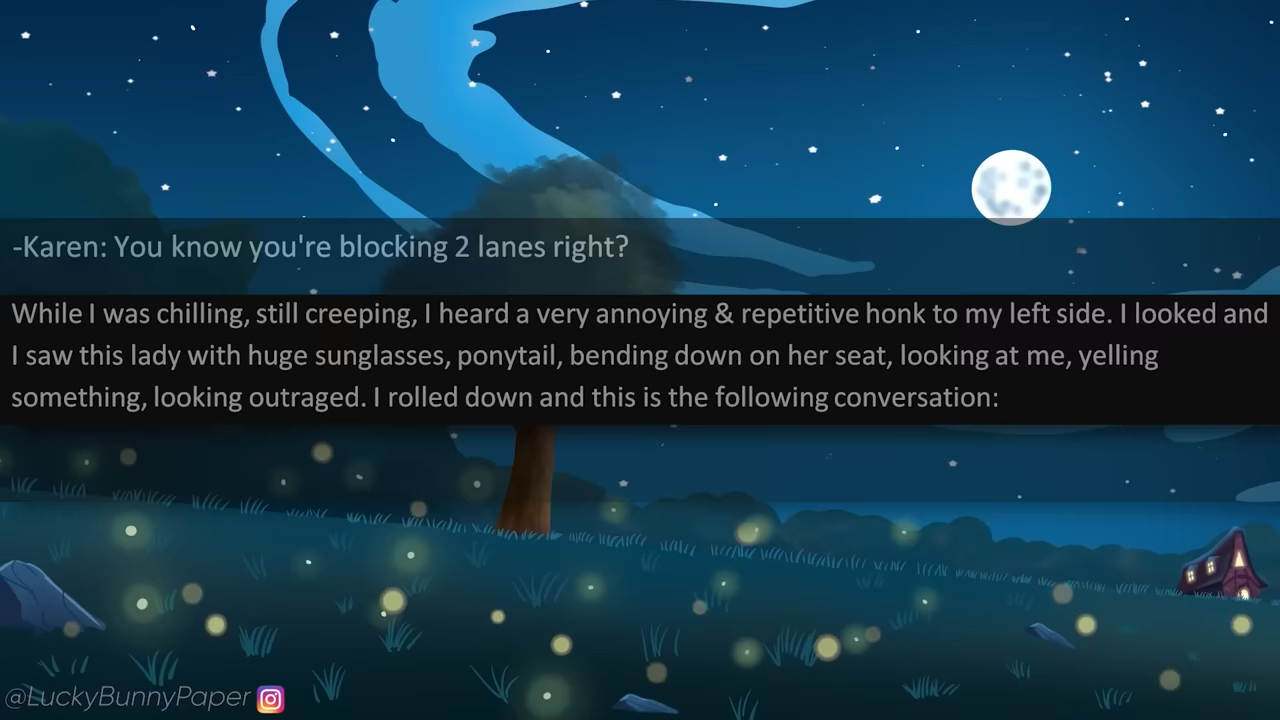 -Karen: You know you're blocking 2 lanes right?
While I was chilling, still creeping, I heard a very annoying & repetitive honk to my left side. I looked and
I saw this lady with huge sunglasses, ponytail, bending down on her seat, looking at me, yelling
something, looking outraged. I rolled down and this is the following conversation:
@LuckyBunnyPaper